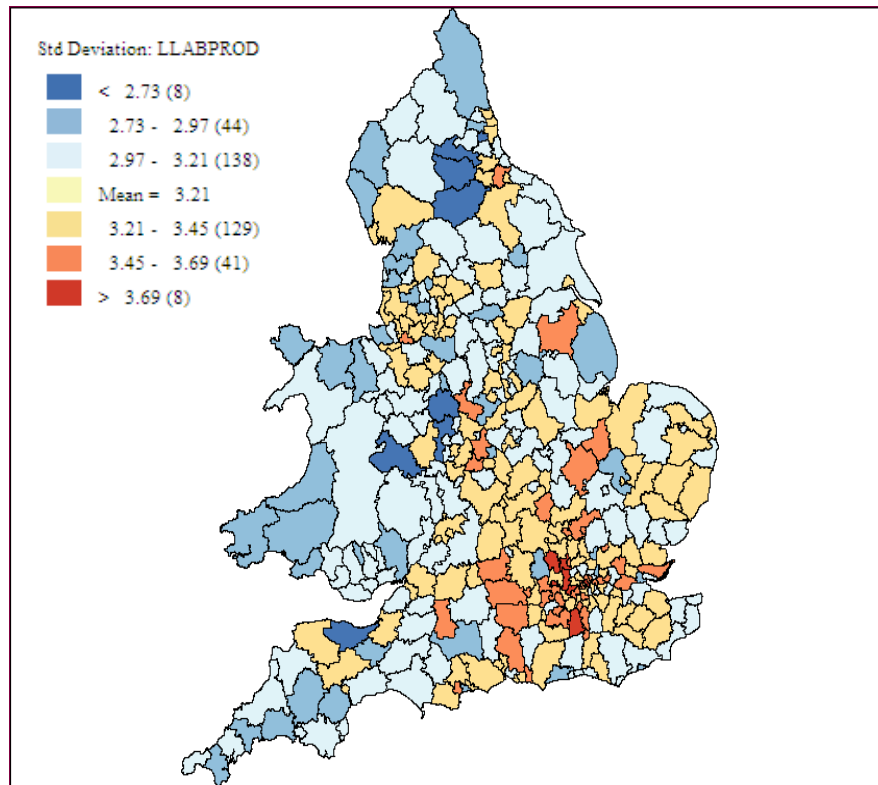 Std Deviation: LLABPROD
< 2.73 (8)
2.73 - 2.97 (44)
2.97 - 3.21 (138)
Mean = 3.21
3.21 - 3.45 (129)
3.45 - 3.69 (41)
> 3.69 (8)